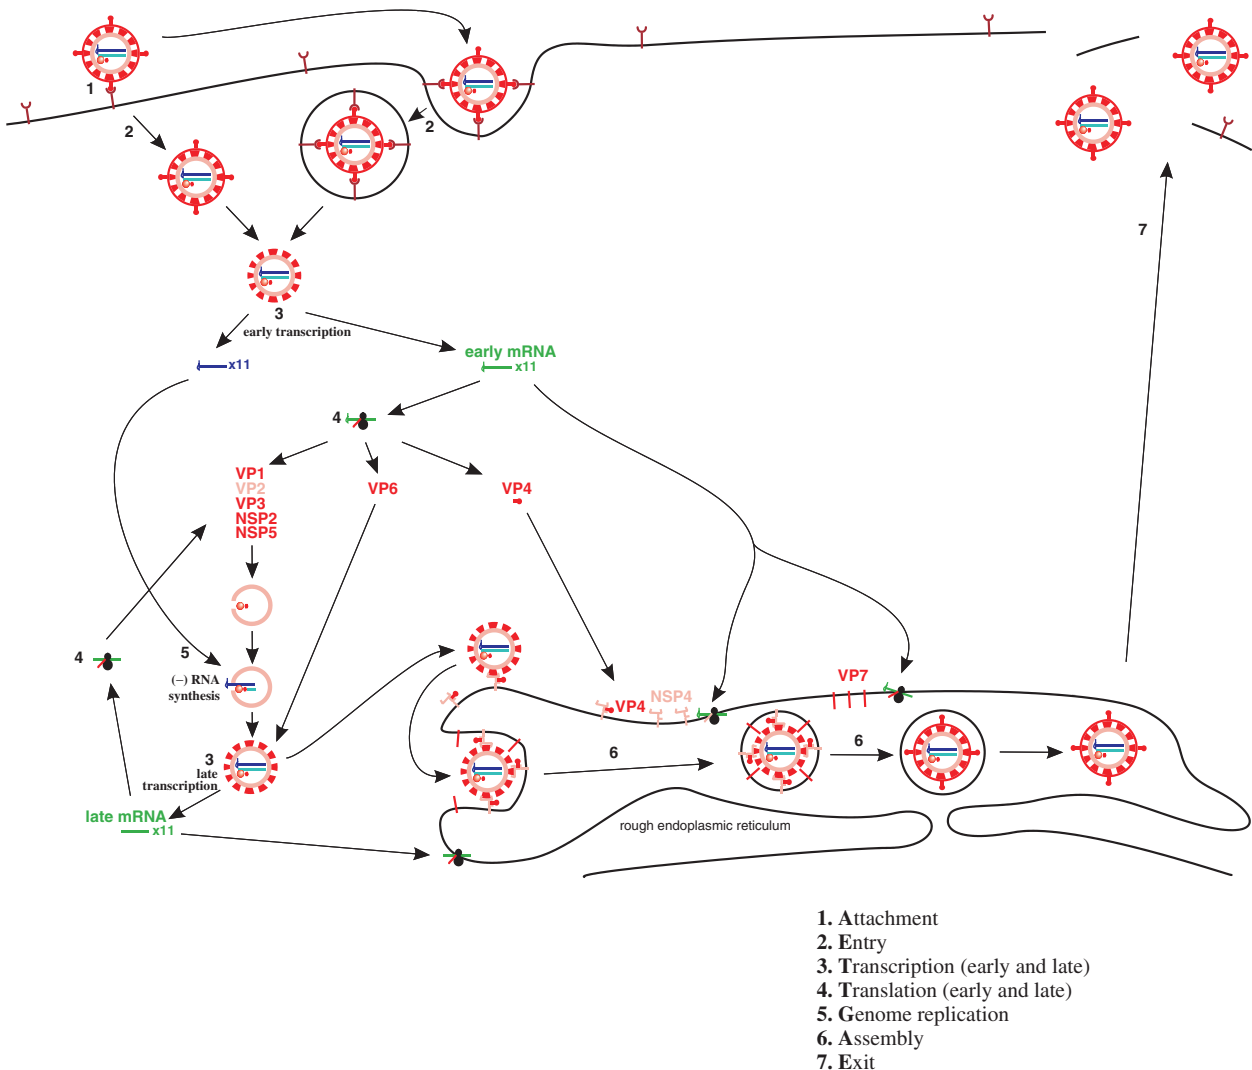 1
2
2
7
3
early transcription
x11
early mRNA
x11
4
VP1
VP2
VP3
NSP2
NSP5
VP6
VP4
5
(–) RNA
synthesis
4
3
late
transcription
late mRNA
x11
VP4
NSP4
VP7
6
6
rough endoplasmic reticulum
1. Attachment
2. Entry
3. Transcription (early and late)
4. Translation (early and late)
5. Genome replication
6. Assembly
7. Exit